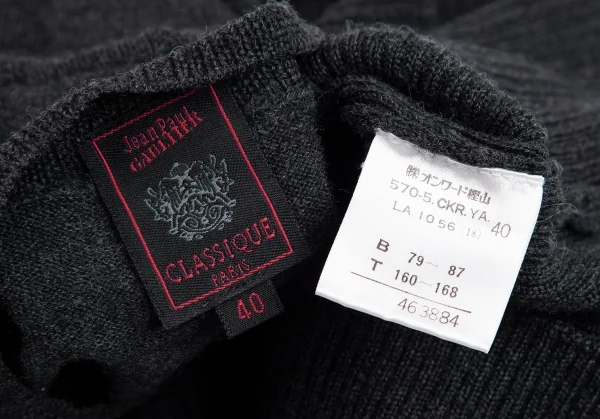 Jean Paul
GAULTIER
CLASSIQUE
PARIS
40
㈱オンワード樫山
570-5.CKR.YA.
LA.1056 (18) 40
B 79～ 87
T 160～168
463884